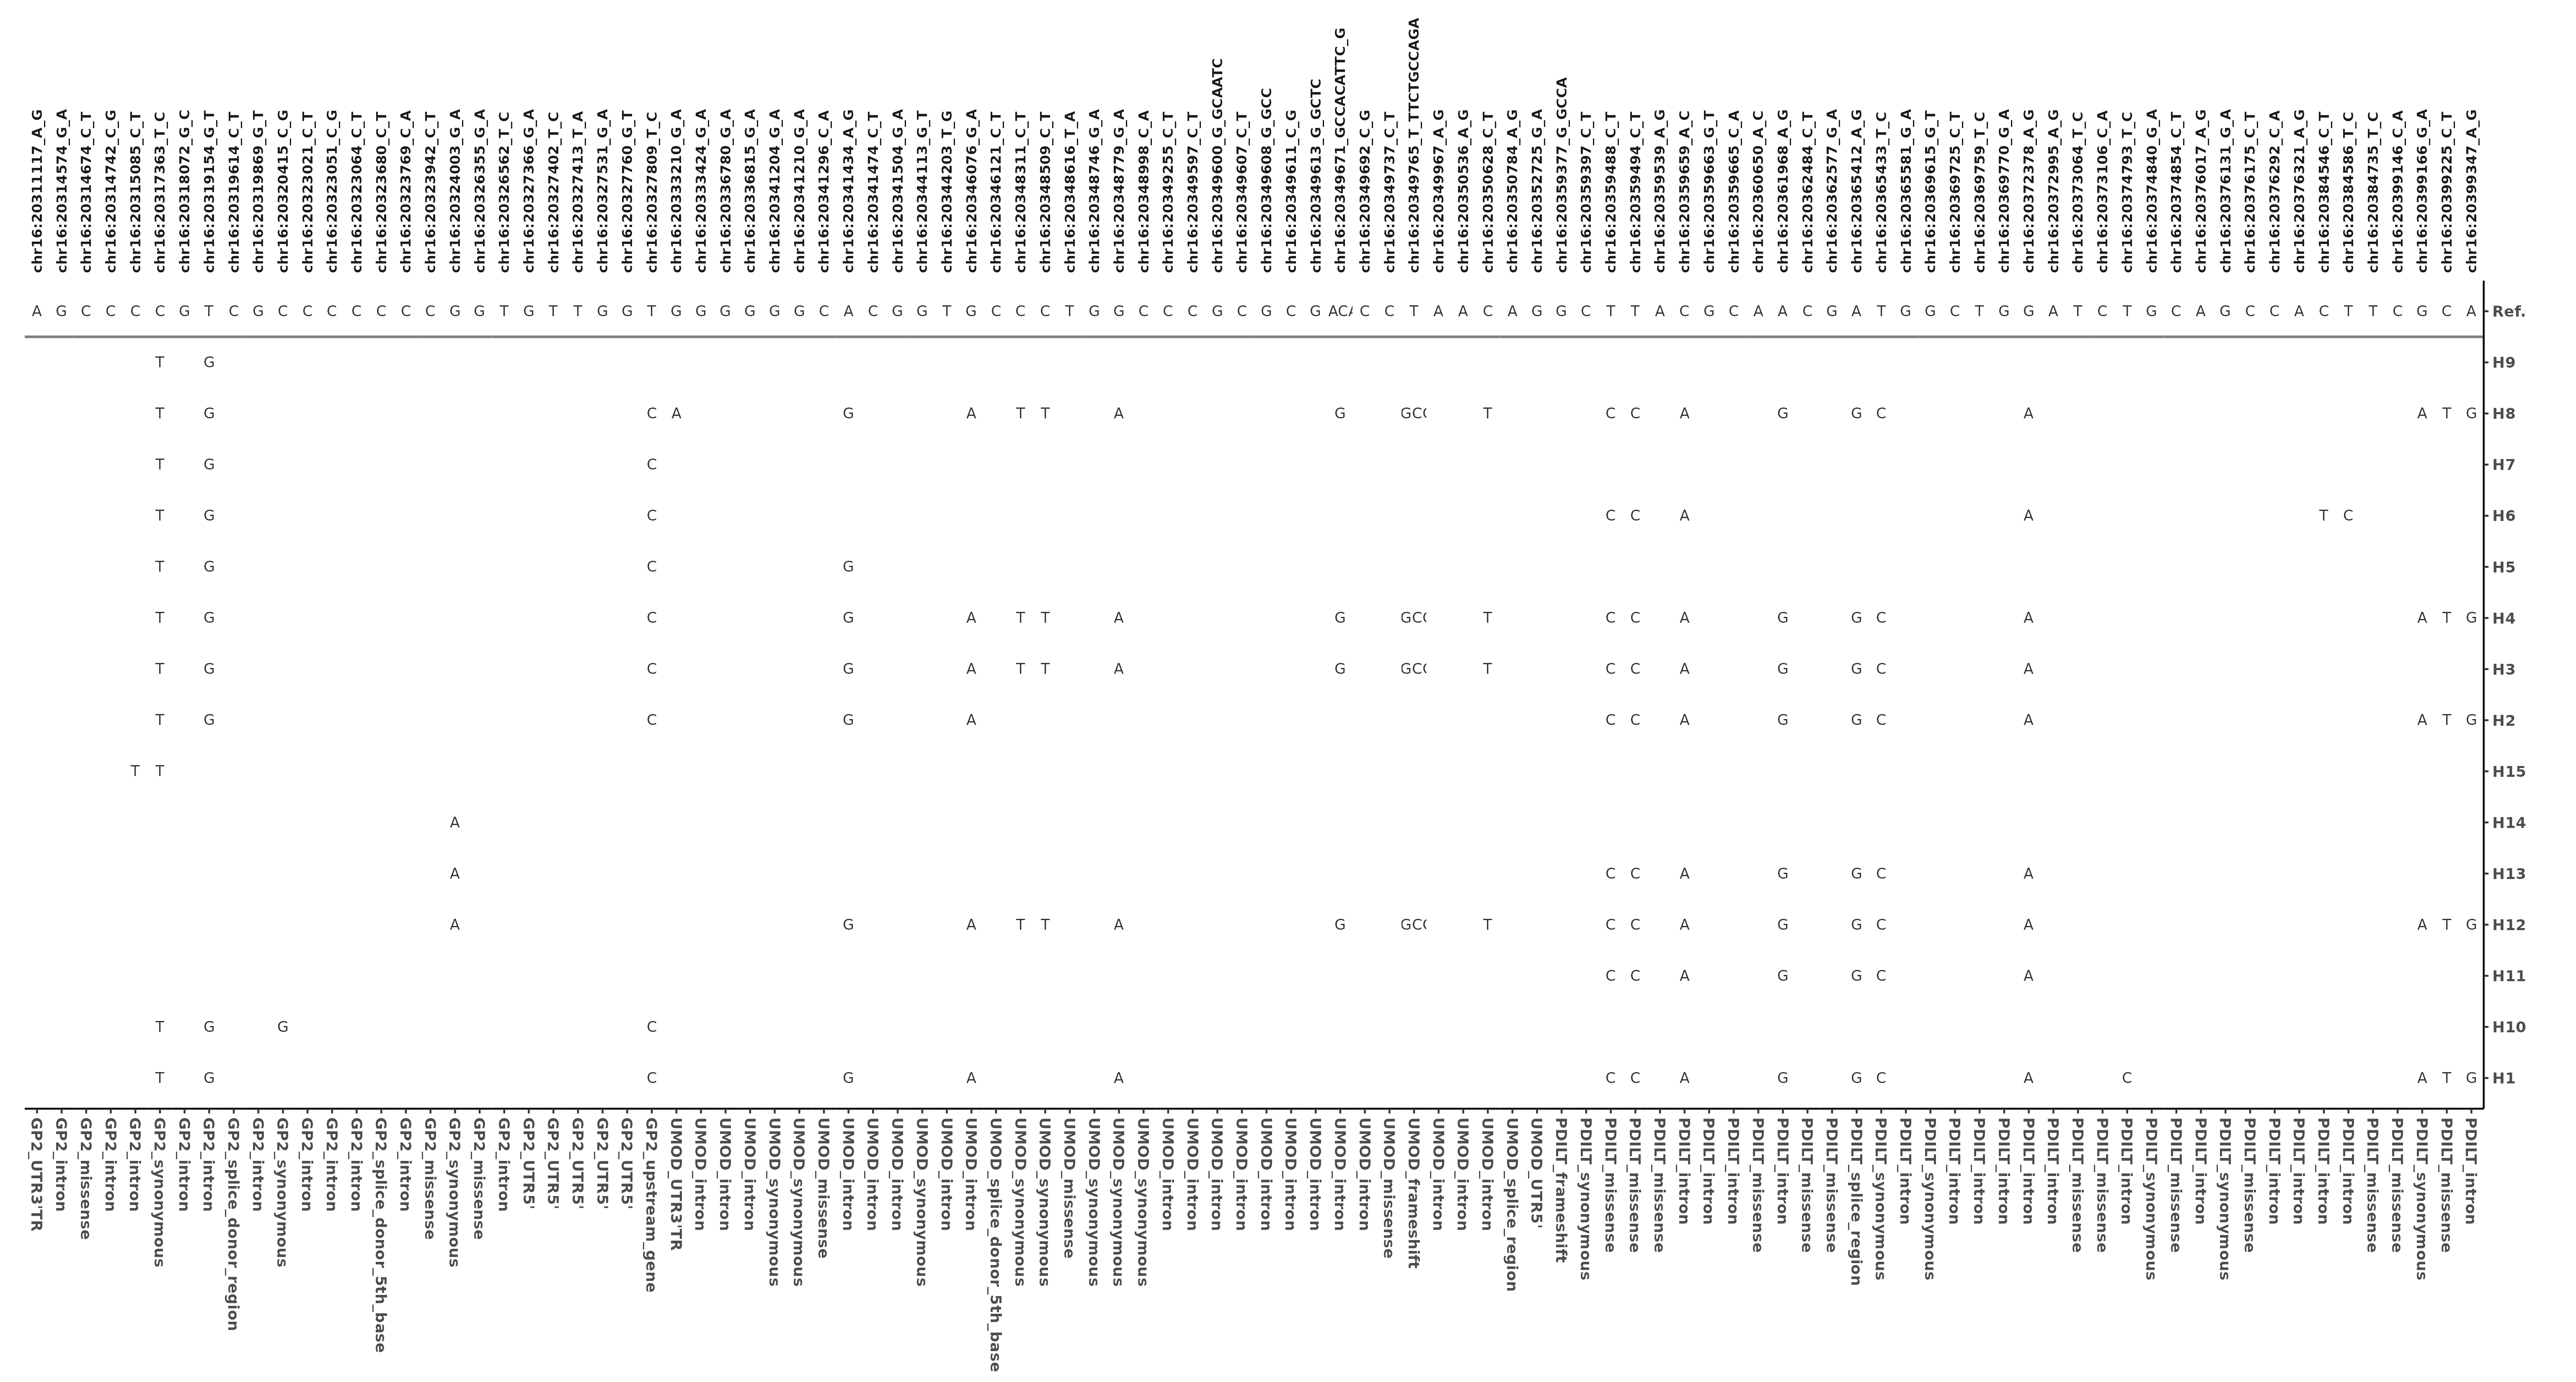 chr16:20311117_A_G
chr16:20314574_G_A
chr16:20314674_C_T
chr16:20314742_C_G
chr16:20315085_C_T
chr16:20317363_T_C
chr16:20318072_G_C
chr16:20319154_G_T
chr16:20319614_C_T
chr16:20319869_G_T
chr16:20320415_C_G
chr16:20323021_C_T
chr16:20323051_C_G
chr16:20323064_C_T
chr16:20323680_C_T
chr16:20323769_C_A
chr16:20323942_C_T
chr16:20324003_G_A
chr16:20326355_G_A
chr16:20326562_T_C
chr16:20327366_G_A
chr16:20327402_T_C
chr16:20327413_T_A
chr16:20327531_G_A
chr16:20327760_G_T
chr16:20327809_T_C
chr16:20333210_G_A
chr16:20333424_G_A
chr16:20336780_G_A
chr16:20336815_G_A
chr16:20341204_G_A
chr16:20341210_G_A
chr16:20341296_C_A
chr16:20341434_A_G
chr16:20341474_C_T
chr16:20341504_G_A
chr16:20344113_G_T
chr16:20344203_T_G
chr16:20346076_G_A
chr16:20346121_C_T
chr16:20348311_C_T
chr16:20348509_C_T
chr16:20348616_T_A
chr16:20348746_G_A
chr16:20348779_G_A
chr16:20348998_C_A
chr16:20349255_C_T
chr16:20349597_C_T
chr16:20349600_G_GCAATC
chr16:20349607_C_T
chr16:20349608_G_GCC
chr16:20349611_C_G
chr16:20349613_G_GCTC
chr16:20349671_GCCACATTC_G
chr16:20349692_C_G
chr16:20349737_C_T
chr16:20349765_T_TTCTGCCAGA
chr16:20349967_A_G
chr16:20350536_A_G
chr16:20350628_C_T
chr16:20350784_A_G
chr16:20352725_G_A
chr16:20359377_G_GCCA
chr16:20359397_C_T
chr16:20359488_C_T
chr16:20359494_C_T
chr16:20359539_A_G
chr16:20359659_A_C
chr16:20359663_G_T
chr16:20359665_C_A
chr16:20360650_A_C
chr16:20361968_A_G
chr16:20362484_C_T
chr16:20362577_G_A
chr16:20365412_A_G
chr16:20365433_T_C
chr16:20365581_G_A
chr16:20369615_G_T
chr16:20369725_C_T
chr16:20369759_T_C
chr16:20369770_G_A
chr16:20372378_A_G
chr16:20372995_A_G
chr16:20373064_T_C
chr16:20373106_C_A
chr16:20374793_T_C
chr16:20374840_G_A
chr16:20374854_C_T
chr16:20376017_A_G
chr16:20376131_G_A
chr16:20376175_C_T
chr16:20376292_C_A
chr16:20376321_A_G
chr16:20384546_C_T
chr16:20384586_T_C
chr16:20384735_T_C
chr16:20399146_C_A
chr16:20399166_G_A
chr16:20399225_C_T
chr16:20399347_A_G
A G C C C C G T C G C C C C C C C G G T G T T G G T G G G G G G C A C G G T G C C C T G G C C C G C G C G ACA C C T A A C A G G C T T A C G C A A C G A T G G C T G G A T C T G C A G C C A C T T C G C A Ref.
T G H9
T G C A G A T T A G GCC T C C A G G C A A T G H8
T G C H7
T G C C C A A T C H6
T G C G H5
T G C G A T T A G GCC T C C A G G C A A T G H4
T G C G A T T A G GCC T C C A G G C A H3
T G C G A C C A G G C A A T G H2
T T H15
A H14
A C C A G G C A H13
A G A T T A G GCC T C C A G G C A A T G H12
C C A G G C A H11
T G G C H10
T G C G A A C C A G G C A C A T G H1
GP2_UTR3'TR
GP2_intron
GP2_missense
GP2_intron
GP2_intron
GP2_synonymous
GP2_intron
GP2_intron
GP2_splice_donor_region
GP2_intron
GP2_synonymous
GP2_intron
GP2_intron
GP2_intron
GP2_splice_donor_5th_base
GP2_intron
GP2_missense
GP2_synonymous
GP2_missense
GP2_intron
GP2_UTR5'
GP2_UTR5'
GP2_UTR5'
GP2_UTR5'
GP2_UTR5'
GP2_upstream_gene
UMOD_UTR3'TR
UMOD_intron
UMOD_intron
UMOD_intron
UMOD_synonymous
UMOD_synonymous
UMOD_missense
UMOD_intron
UMOD_intron
UMOD_intron
UMOD_synonymous
UMOD_intron
UMOD_intron
UMOD_splice_donor_5th_base
UMOD_synonymous
UMOD_synonymous
UMOD_missense
UMOD_synonymous
UMOD_synonymous
UMOD_synonymous
UMOD_intron
UMOD_intron
UMOD_intron
UMOD_intron
UMOD_intron
UMOD_intron
UMOD_intron
UMOD_intron
UMOD_intron
UMOD_missense
UMOD_frameshift
UMOD_intron
UMOD_intron
UMOD_intron
UMOD_splice_region
UMOD_UTR5'
PDILT_frameshift
PDILT_synonymous
PDILT_missense
PDILT_missense
PDILT_missense
PDILT_intron
PDILT_intron
PDILT_intron
PDILT_missense
PDILT_intron
PDILT_missense
PDILT_missense
PDILT_splice_region
PDILT_synonymous
PDILT_intron
PDILT_synonymous
PDILT_intron
PDILT_intron
PDILT_intron
PDILT_intron
PDILT_intron
PDILT_missense
PDILT_missense
PDILT_intron
PDILT_synonymous
PDILT_missense
PDILT_intron
PDILT_synonymous
PDILT_missense
PDILT_intron
PDILT_intron
PDILT_intron
PDILT_intron
PDILT_missense
PDILT_missense
PDILT_synonymous
PDILT_missense
PDILT_intron